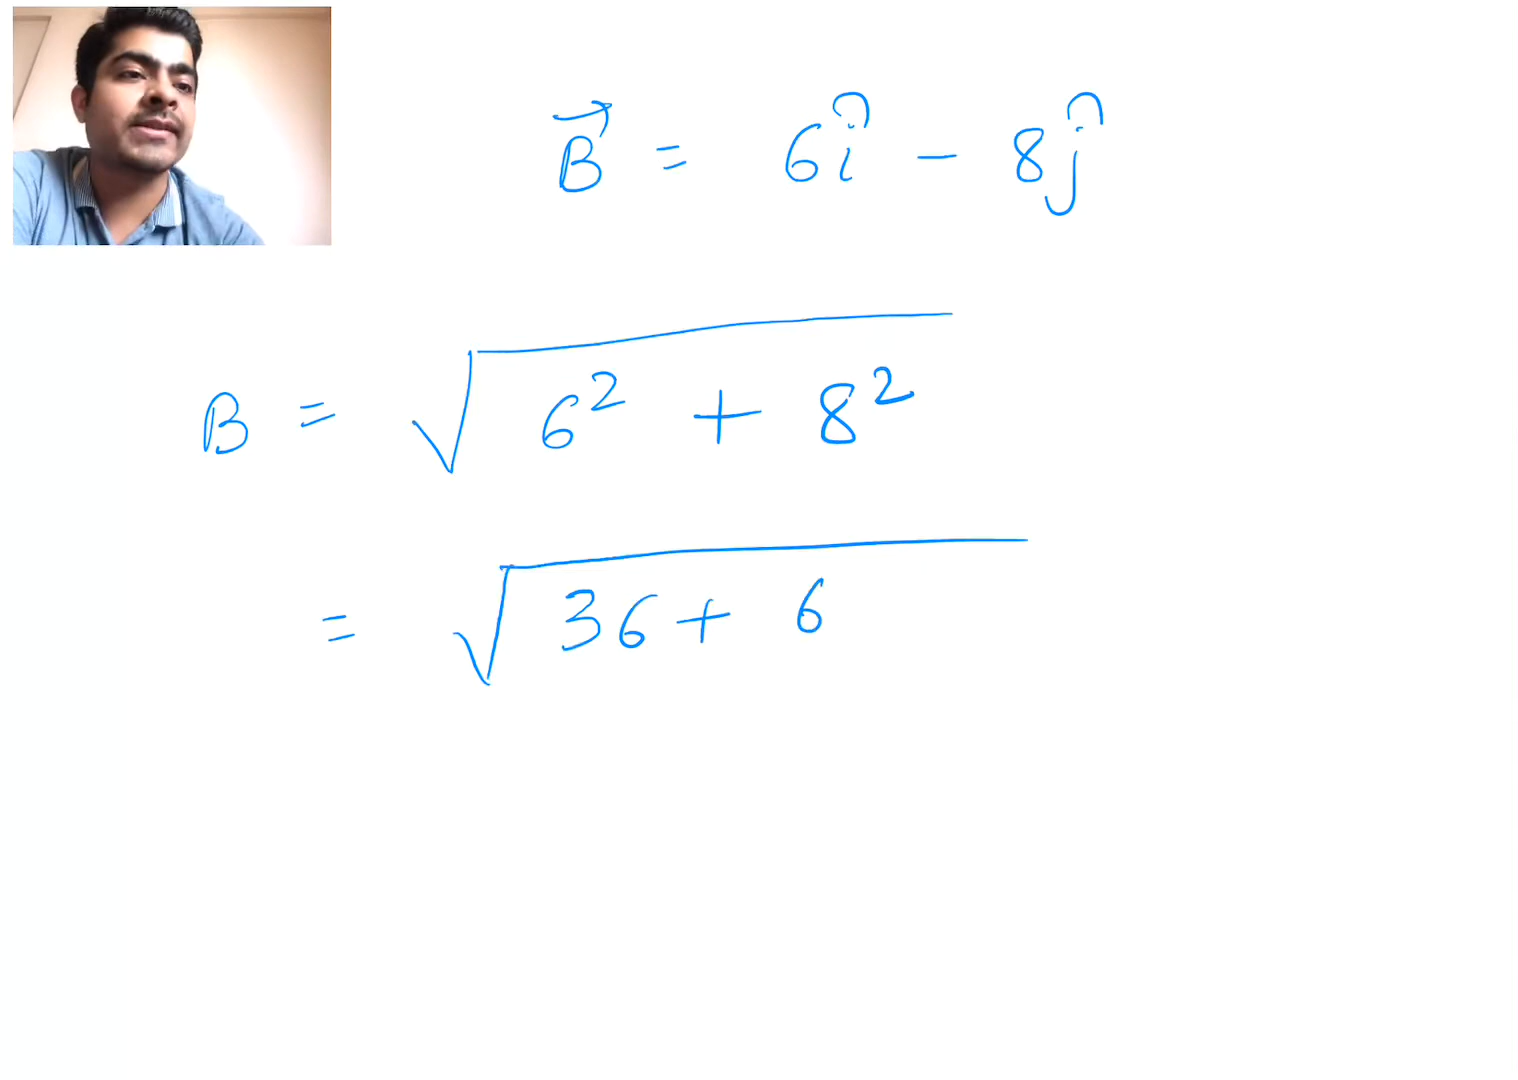 B⃗ = 6î - 8ĵ
B = √(6² + 8²)
= √(36 + 6